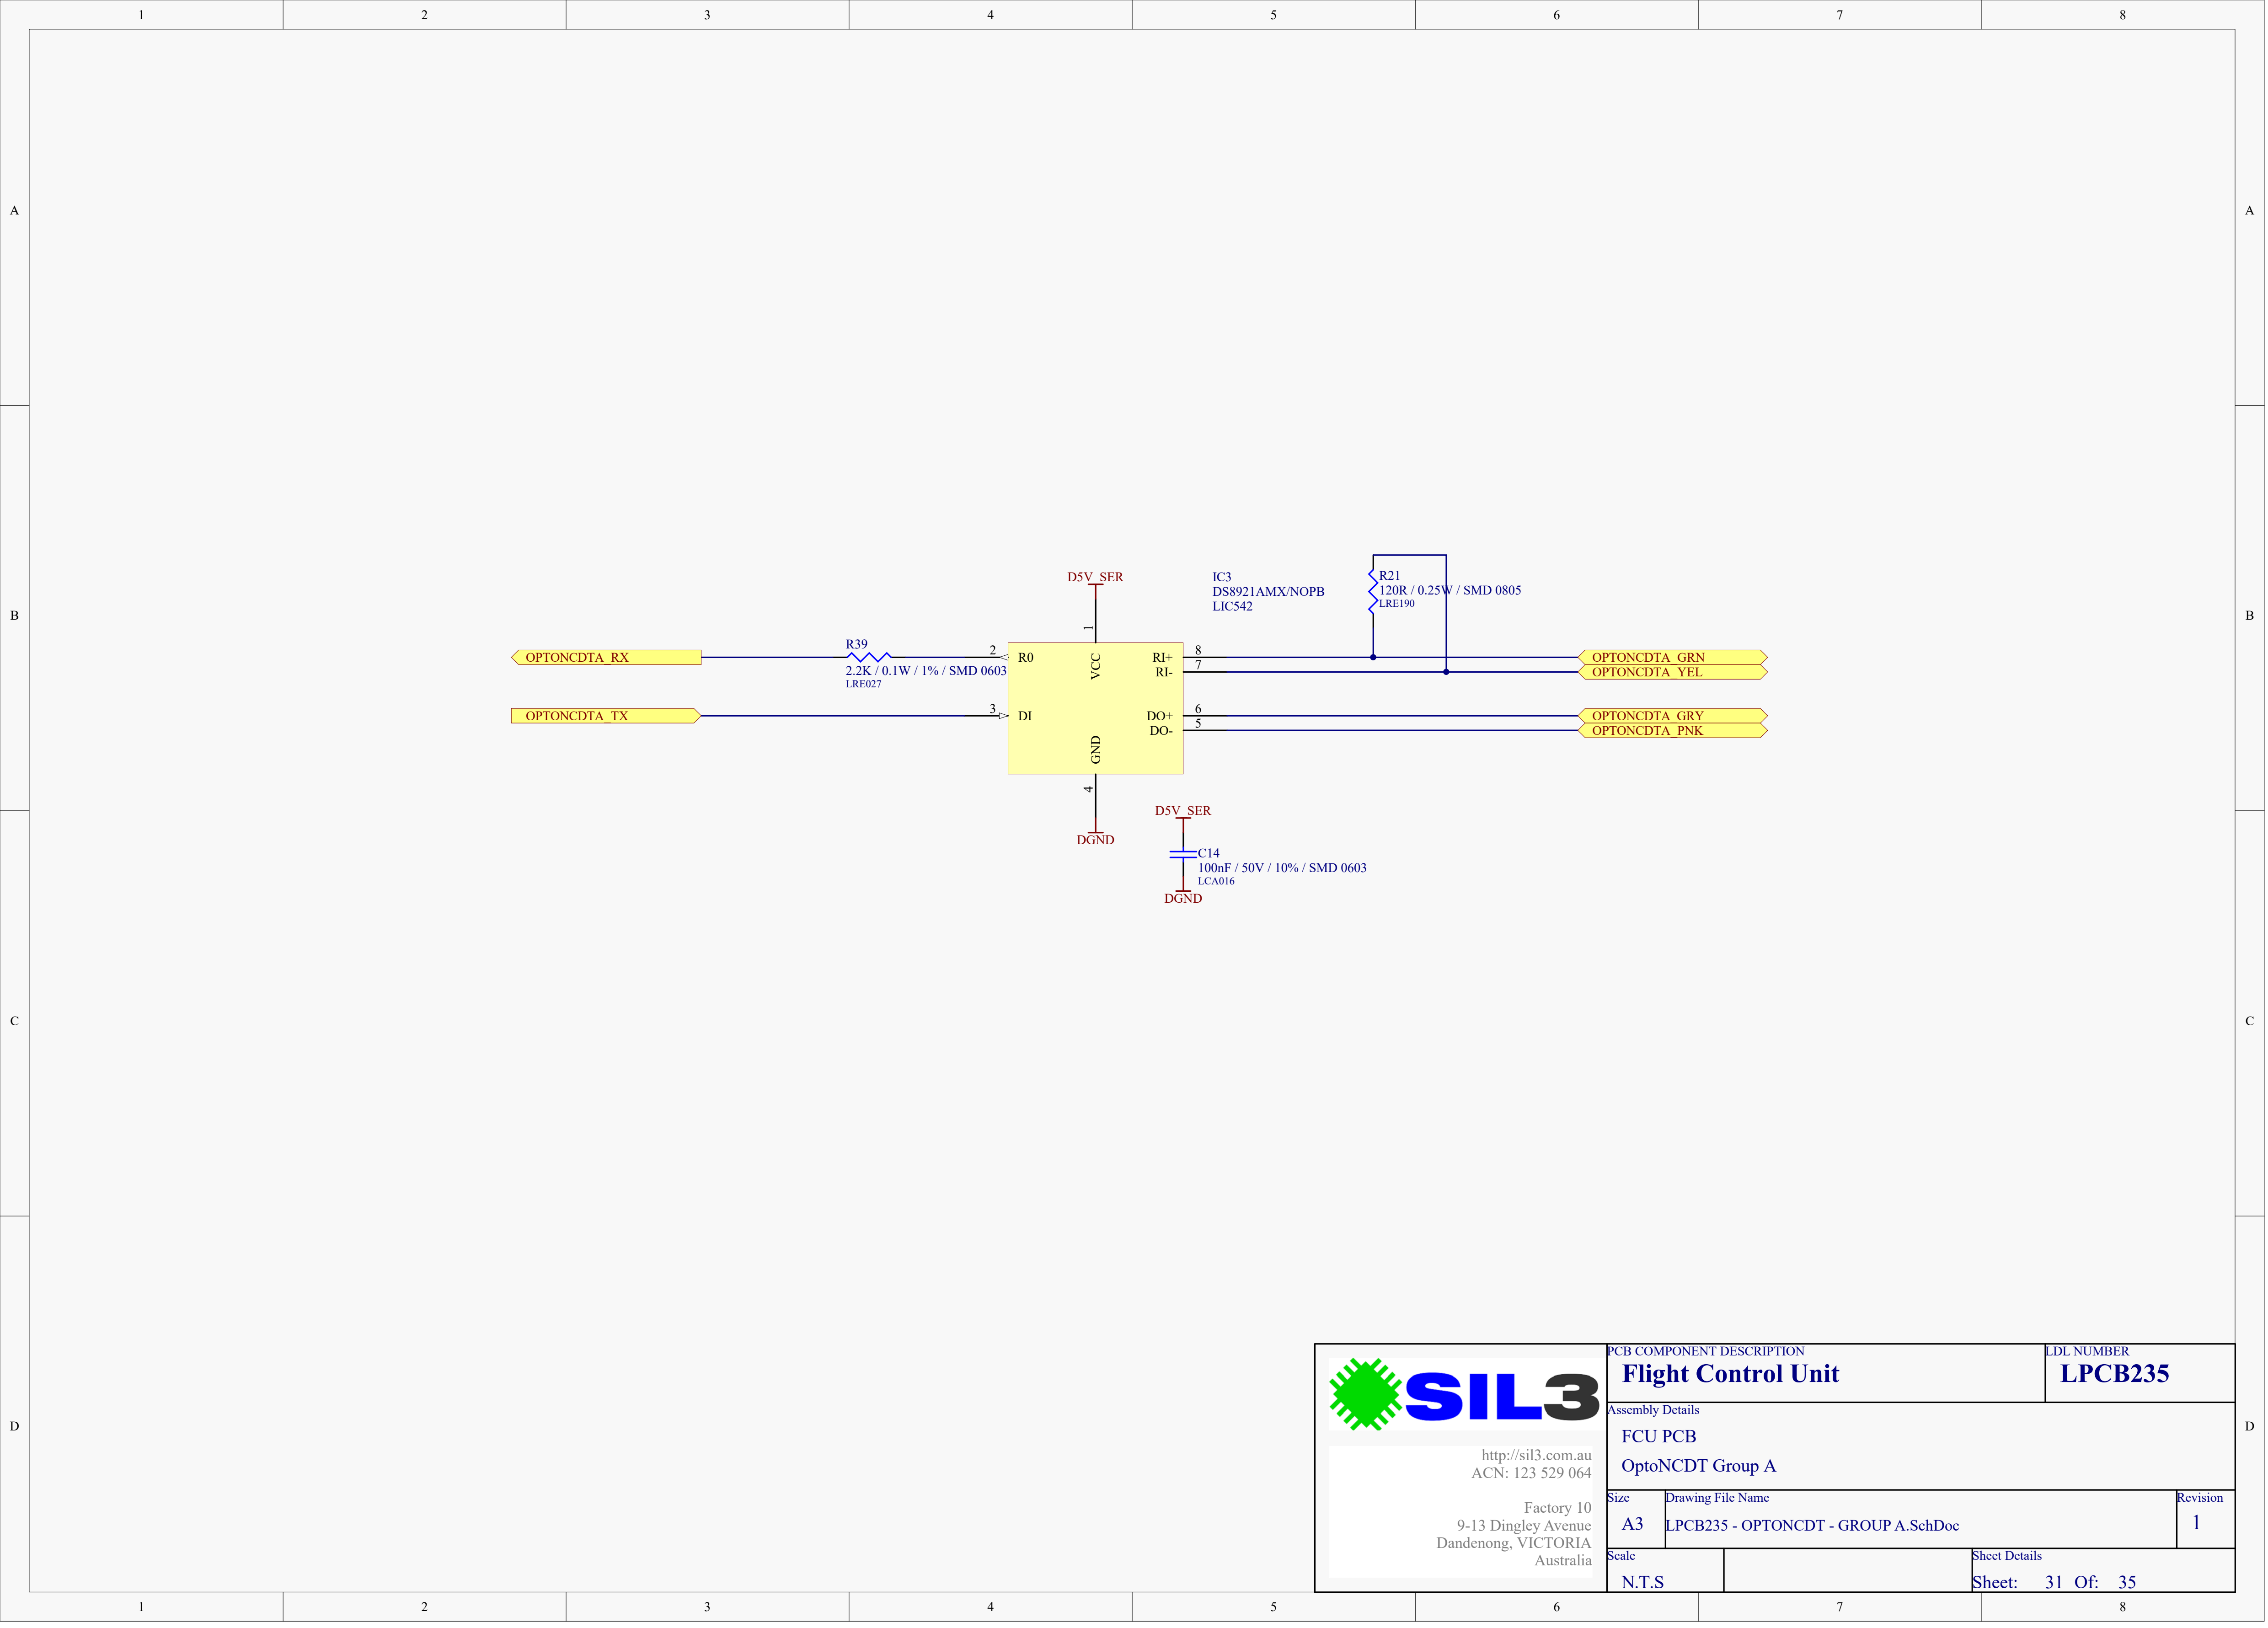 1 2 3 4 5 6 7 8
A A
B B
C C
D D
D5V_SER
IC3
DS8921AMX/NOPB
LIC542
R21
120R / 0.25W / SMD 0805
LRE190
1
OPTONCDTA_RX
R39
2.2K / 0.1W / 1% / SMD 0603
LRE027
2
R0
VCC
RI+
8
OPTONCDTA_GRN
RI-
7
OPTONCDTA_YEL
OPTONCDTA_TX
3
DI
DO+
6
OPTONCDTA_GRY
GND
DO-
5
OPTONCDTA_PNK
4
DGND
D5V_SER
C14
100nF / 50V / 10% / SMD 0603
LCA016
DGND
SIL3
http://sil3.com.au
ACN: 123 529 064
Factory 10
9-13 Dingley Avenue
Dandenong, VICTORIA
Australia
PCB COMPONENT DESCRIPTION
Flight Control Unit
LDL NUMBER
LPCB235
Assembly Details
FCU PCB
OptoNCDT Group A
Size
A3
Drawing File Name
LPCB235 - OPTONCDT - GROUP A.SchDoc
Revision
1
Scale
N.T.S
Sheet Details
Sheet: 31 Of: 35
1 2 3 4 5 6 7 8